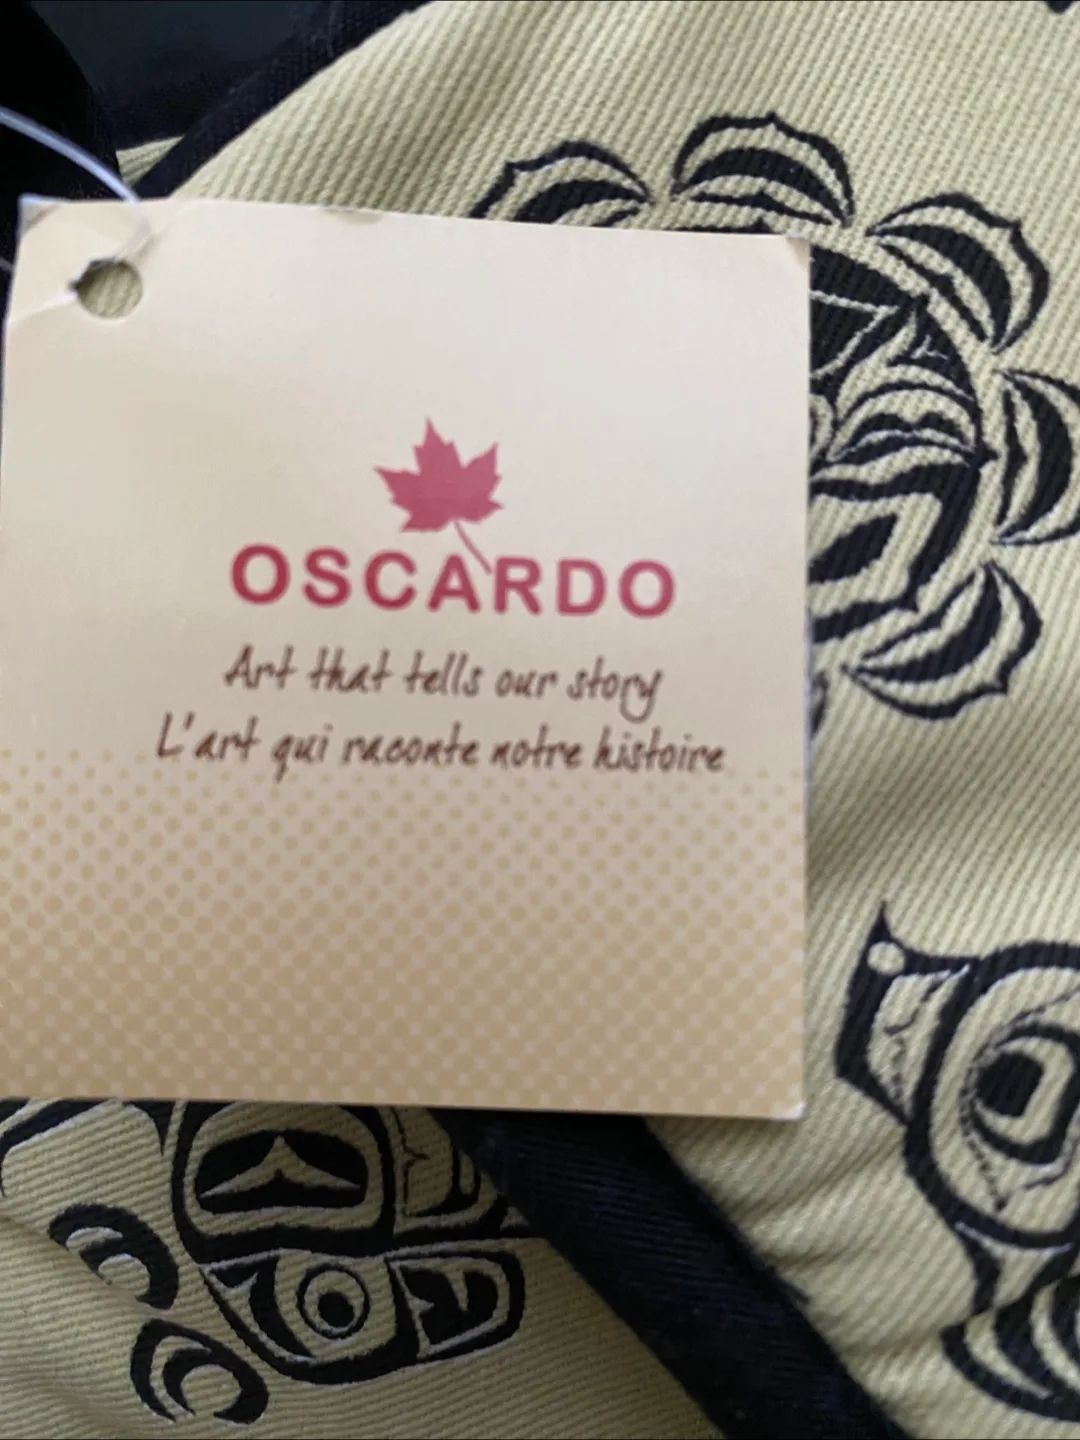 OSCARDO
Art that tells our story
L'art qui raconte notre histoire